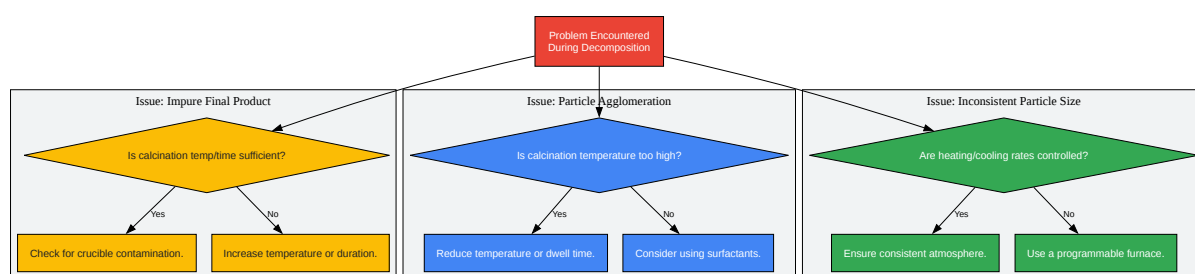 Problem Encountered
During Decomposition
Issue: Impure Final Product
Issue: Particle Agglomeration
Issue: Inconsistent Particle Size
Is calcination temp/time sufficient?
Is calcination temperature too high?
Are heating/cooling rates controlled?
Yes
No
Yes
No
Yes
No
Check for crucible contamination.
Increase temperature or duration.
Reduce temperature or dwell time.
Consider using surfactants.
Ensure consistent atmosphere.
Use a programmable furnace.